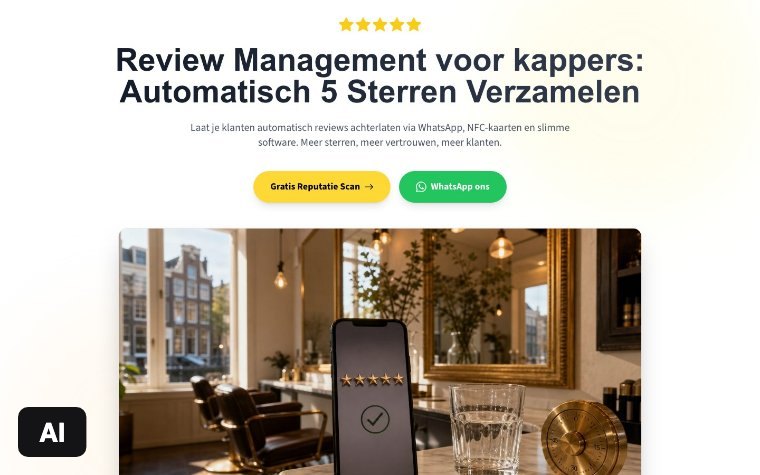 Review Management voor kappers:
Automatisch 5 Sterren Verzamelen
Laat je klanten automatisch reviews achterlaten via WhatsApp, NFC-kaarten en slimme
software. Meer sterren, meer vertrouwen, meer klanten.
Gratis Reputatie Scan →
WhatsApp ons
AI